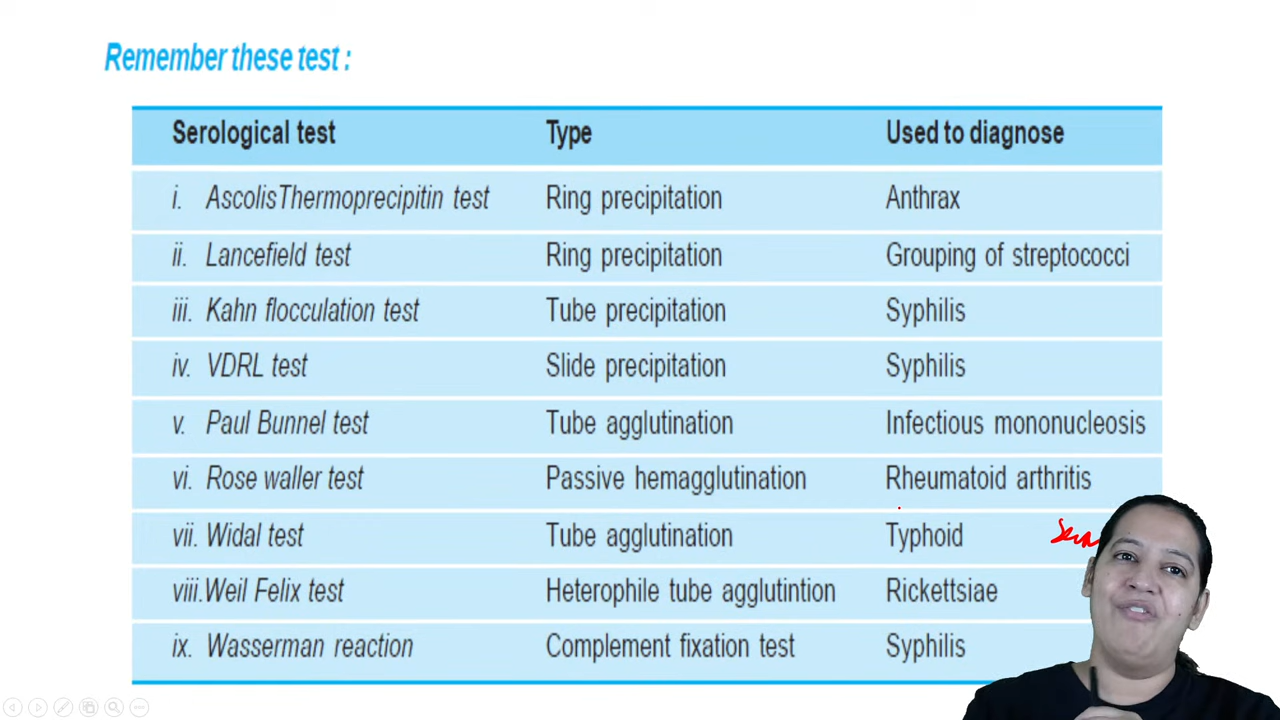 Remember these test :
Serological test Type Used to diagnose
i. AscolisThermoprecipitin test Ring precipitation Anthrax
ii. Lancefield test Ring precipitation Grouping of streptococci
iii. Kahn flocculation test Tube precipitation Syphilis
iv. VDRL test Slide precipitation Syphilis
v. Paul Bunnel test Tube agglutination Infectious mononucleosis
vi. Rose waller test Passive hemagglutination Rheumatoid arthritis
vii. Widal test Tube agglutination Typhoid
viii.Weil Felix test Heterophile tube agglutintion Rickettsiae
ix. Wasserman reaction Complement fixation test Syphilis